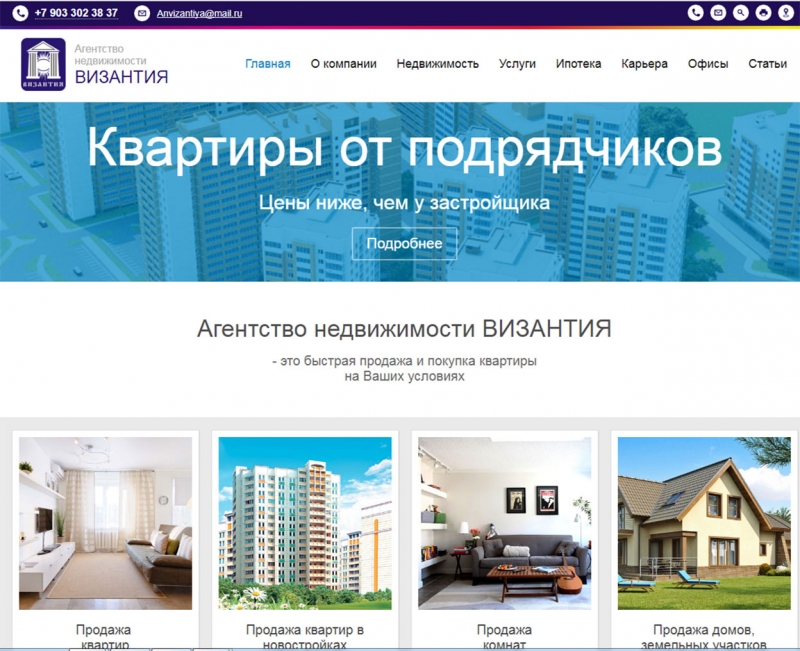 +7 903 302 38 37 Anvizantiya@mail.ru
ВИЗАНТИЯ
Агентство
недвижимости
ВИЗАНТИЯ
Главная О компании Недвижимость Услуги Ипотека Карьера Офисы Статьи
Квартиры от подрядчиков
Цены ниже, чем у застройщика
Подробнее
Агентство недвижимости ВИЗАНТИЯ
- это быстрая продажа и покупка квартиры
на Ваших условиях
Продажа
квартир
Продажа квартир в
новостройках
Продажа
комнат
Продажа домов,
земельных участков